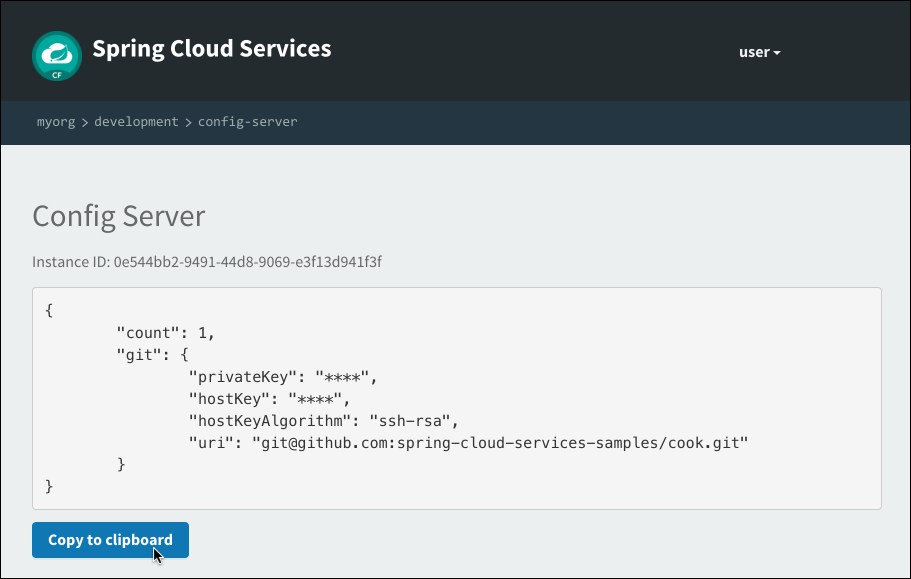 Spring Cloud Services
CF
user
myorg > development > config-server
Config Server
Instance ID: 0e544bb2-9491-44d8-9069-e3f13d941f3f
{
        "count": 1,
        "git": {
                "privateKey": "****",
                "hostKey": "****",
                "hostKeyAlgorithm": "ssh-rsa",
                "uri": "git@github.com:spring-cloud-services-samples/cook.git"
        }
}
Copy to clipboard